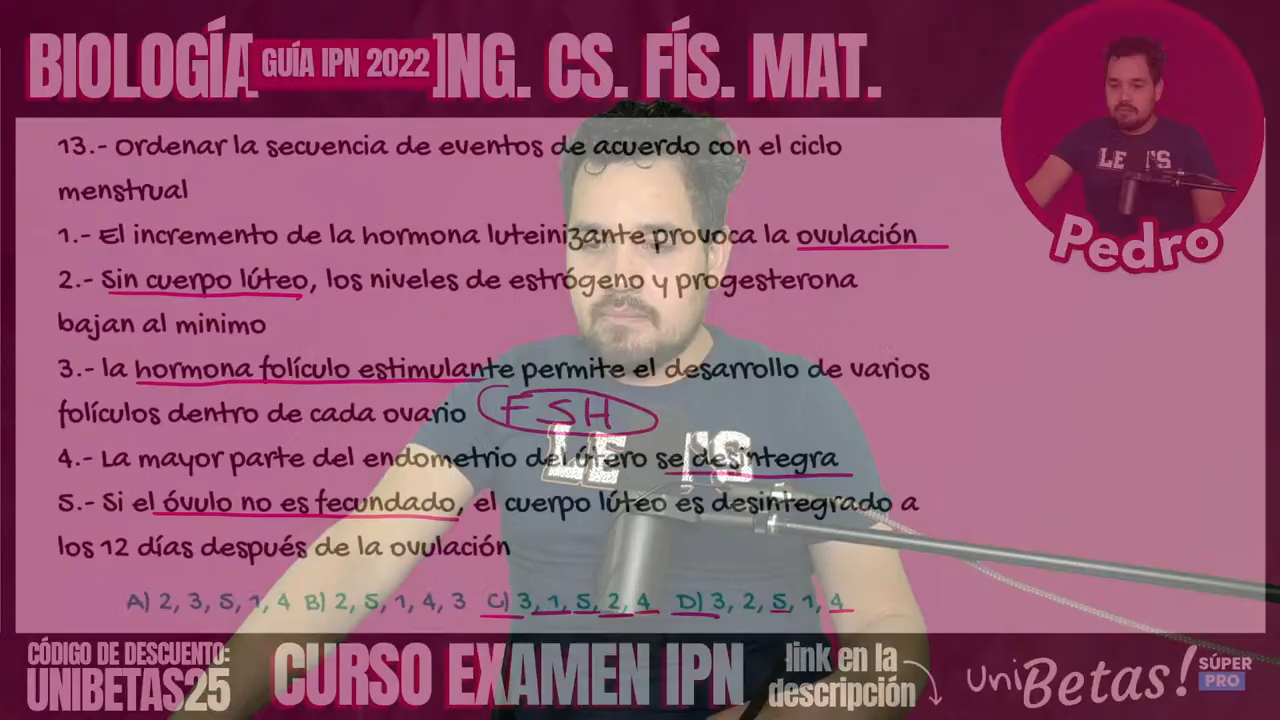 BIOLOGÍA[GUÍA IPN 2022]ING. CS. FÍS. MAT.
13.- Ordenar la secuencia de eventos de acuerdo con el ciclo
menstrual
1.- El incremento de la hormona luteinizante provoca la ovulación
2.- Sin cuerpo lúteo, los niveles de estrógeno y progesterona
bajan al minimo
3.- la hormona folículo estimulante permite el desarrollo de varios
folículos dentro de cada ovario FSH
4.- La mayor parte del endometrio del útero se desintegra
5.- Si el óvulo no es fecundado, el cuerpo lúteo es desintegrado a
los 12 días después de la ovulación
A) 2, 3, 5, 1, 4 B) 2, 5, 1, 4, 3 C) 3, 1, 5, 2, 4 D) 3, 2, 5, 1, 4
LE
'S
LE
'S
Pedro
CÓDIGO DE DESCUENTO:
UNIBETAS25
CURSO EXAMEN IPN
link en la
descripción
uniBetas!
SÚPER
PRO